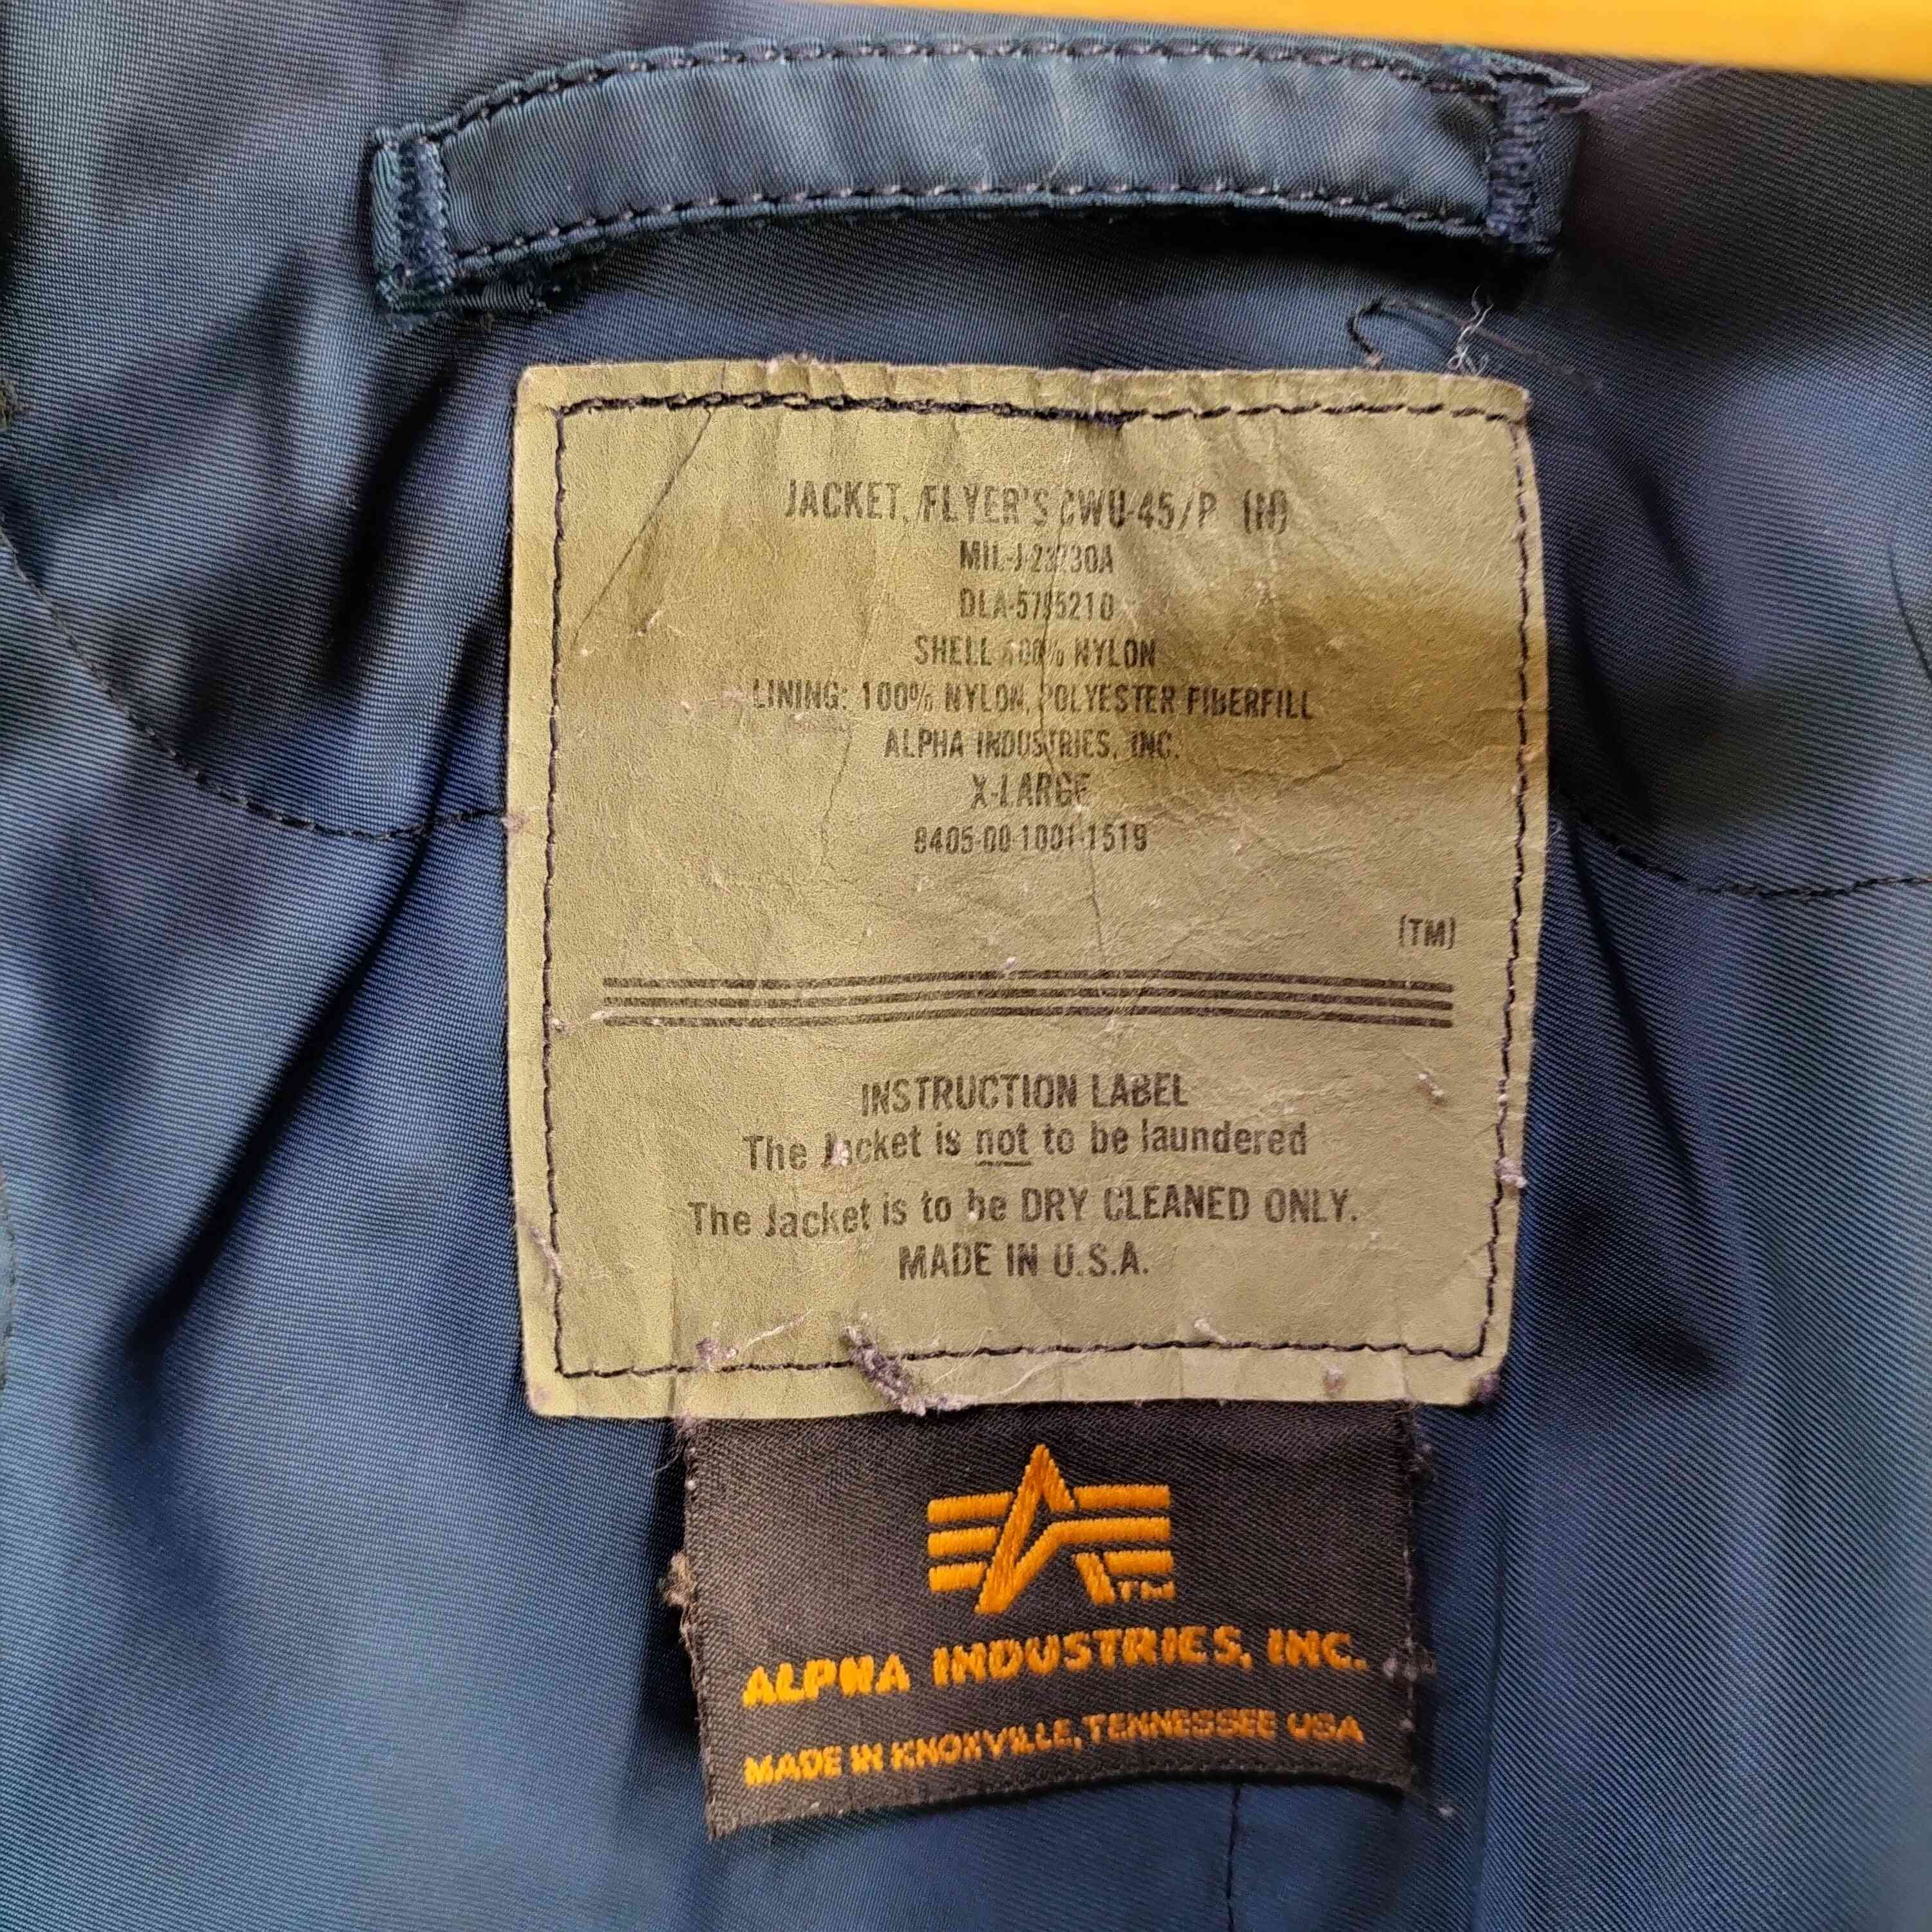 JACKET, FLYER'S CWU-45/P (N)
MIL-J-23230A
DLA-5795210
SHELL 100% NYLON
LINING: 100% NYLON, POLYESTER FIBERFILL
ALPHA INDUSTRIES, INC.
X-LARGE
8405-00-1001-1519
(TM)
INSTRUCTION LABEL
The Jacket is not to be laundered
The Jacket is to be DRY CLEANED ONLY.
MADE IN U.S.A.
TM
ALPHA INDUSTRIES, INC.
MADE IN KNOXVILLE, TENNESSEE USA